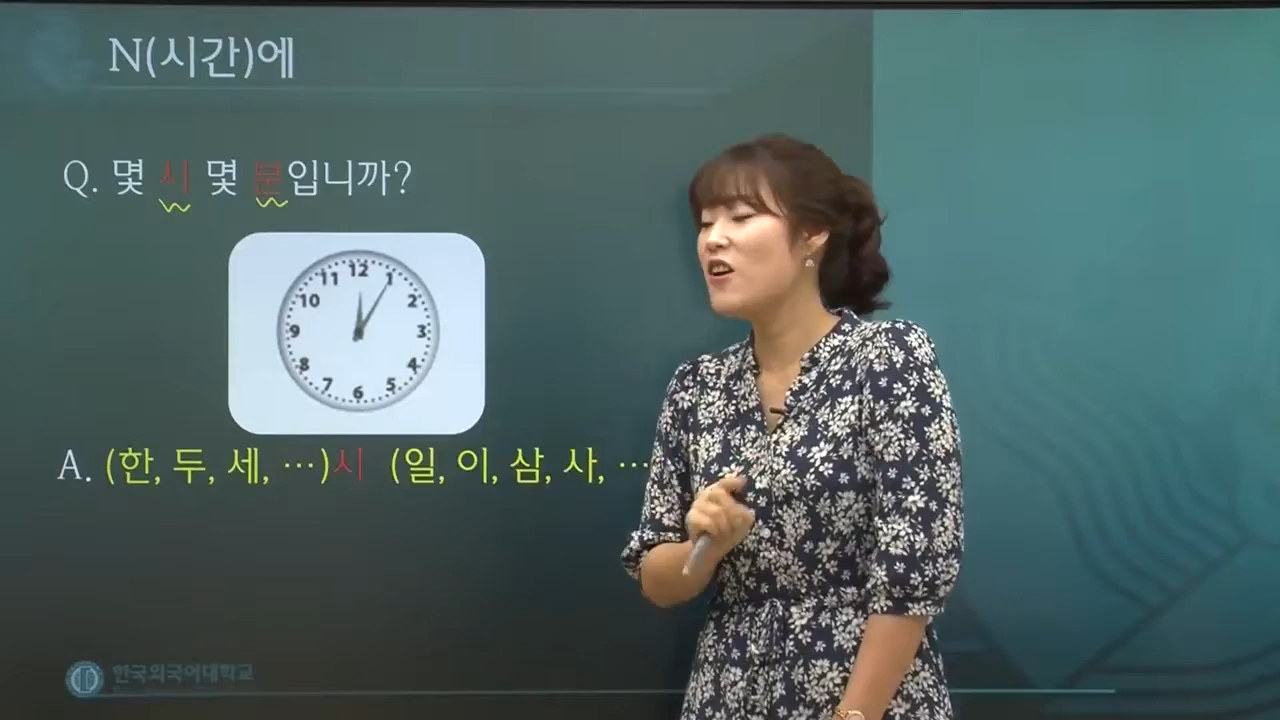 N(시간)에
Q. 몇 시 몇 분입니까?
11 12 1
10 2
9 3
8 4
7 6 5
A. (한, 두, 세, …)시 (일, 이, 삼, 사, …
한국외국어대학교